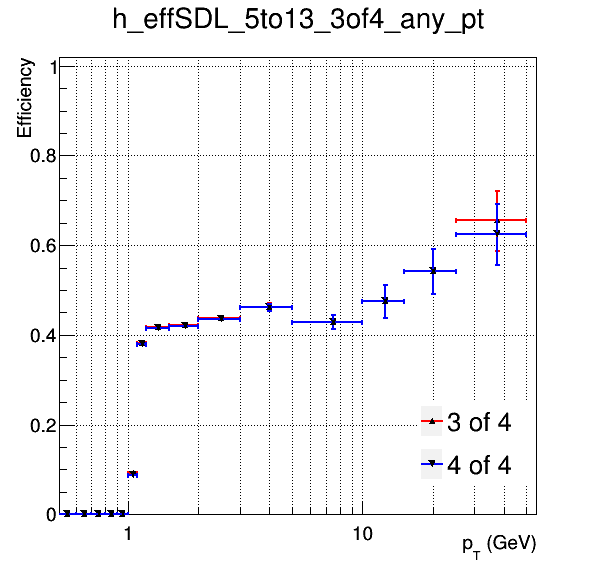 h_effSDL_5to13_3of4_any_pt
Efficiency
1
0.8
0.6
0.4
0.2
0
3 of 4
4 of 4
1
10
p_T (GeV)